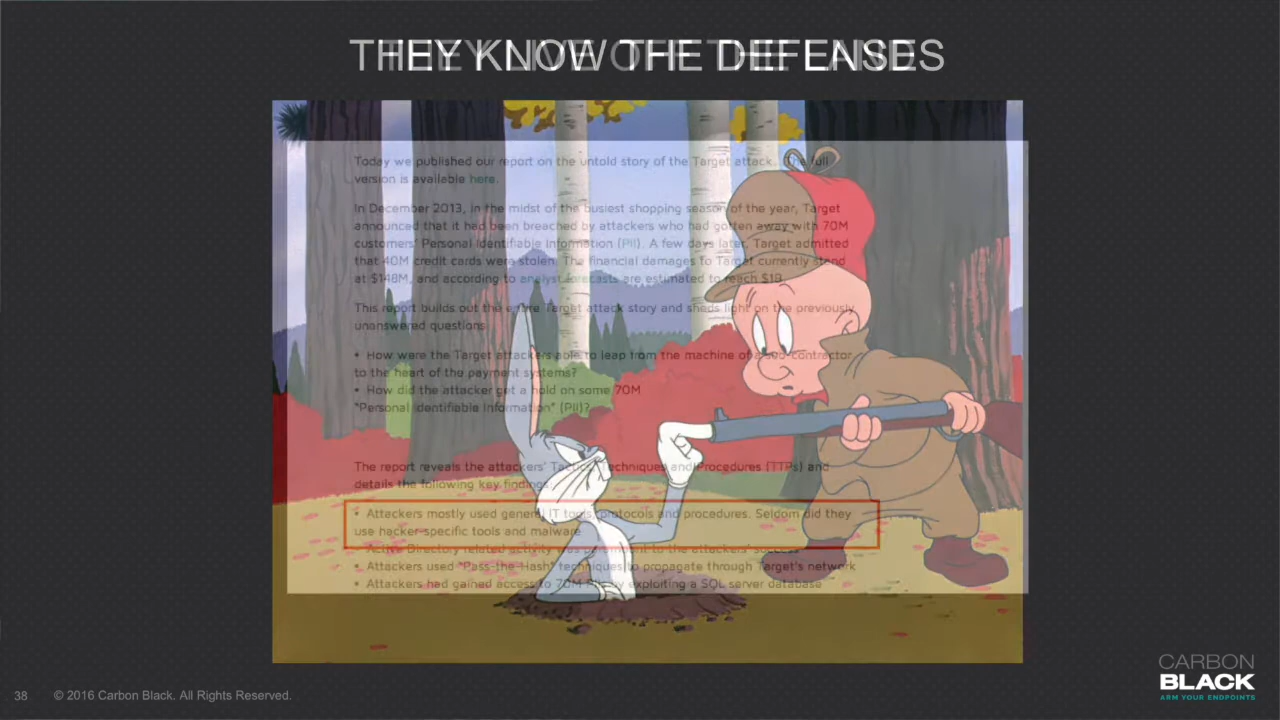 THEY KNOW THE DEFENSES
THEY LIVE OFF THE LAND
Today we published our report on the untold story of the Target attack. The full
version is available here.
In December 2013, in the midst of the busiest shopping season of the year, Target
announced that it had been breached by attackers who had gotten away with 70M
customers' Personal Identifiable Information (PII). A few days later, Target admitted
that 40M credit cards were stolen. The financial damages to Target currently stand
at $148M, and according to analyst forecasts are estimated to reach $1B.
This report builds out the entire Target attack story and sheds light on the previously
unanswered questions
• How were the Target attackers able to leap from the machine of a sub-contractor
to the heart of the payment systems?
• How did the attacker get a hold on some 70M
"Personal Identifiable Information" (PII)?
The report reveals the attackers' Tactics, Techniques and Procedures (TTPs) and
details the following key findings:
• Attackers mostly used general IT tools, protocols and procedures. Seldom did they
use hacker-specific tools and malware
• Active Directory related activity was paramount to the attackers' success
• Attackers used "Pass-the-Hash" techniques to propagate through Target's network
• Attackers had gained access to 70M by exploiting a SQL server database
CARBON
BLACK
ARM YOUR ENDPOINTS
38 © 2016 Carbon Black. All Rights Reserved.